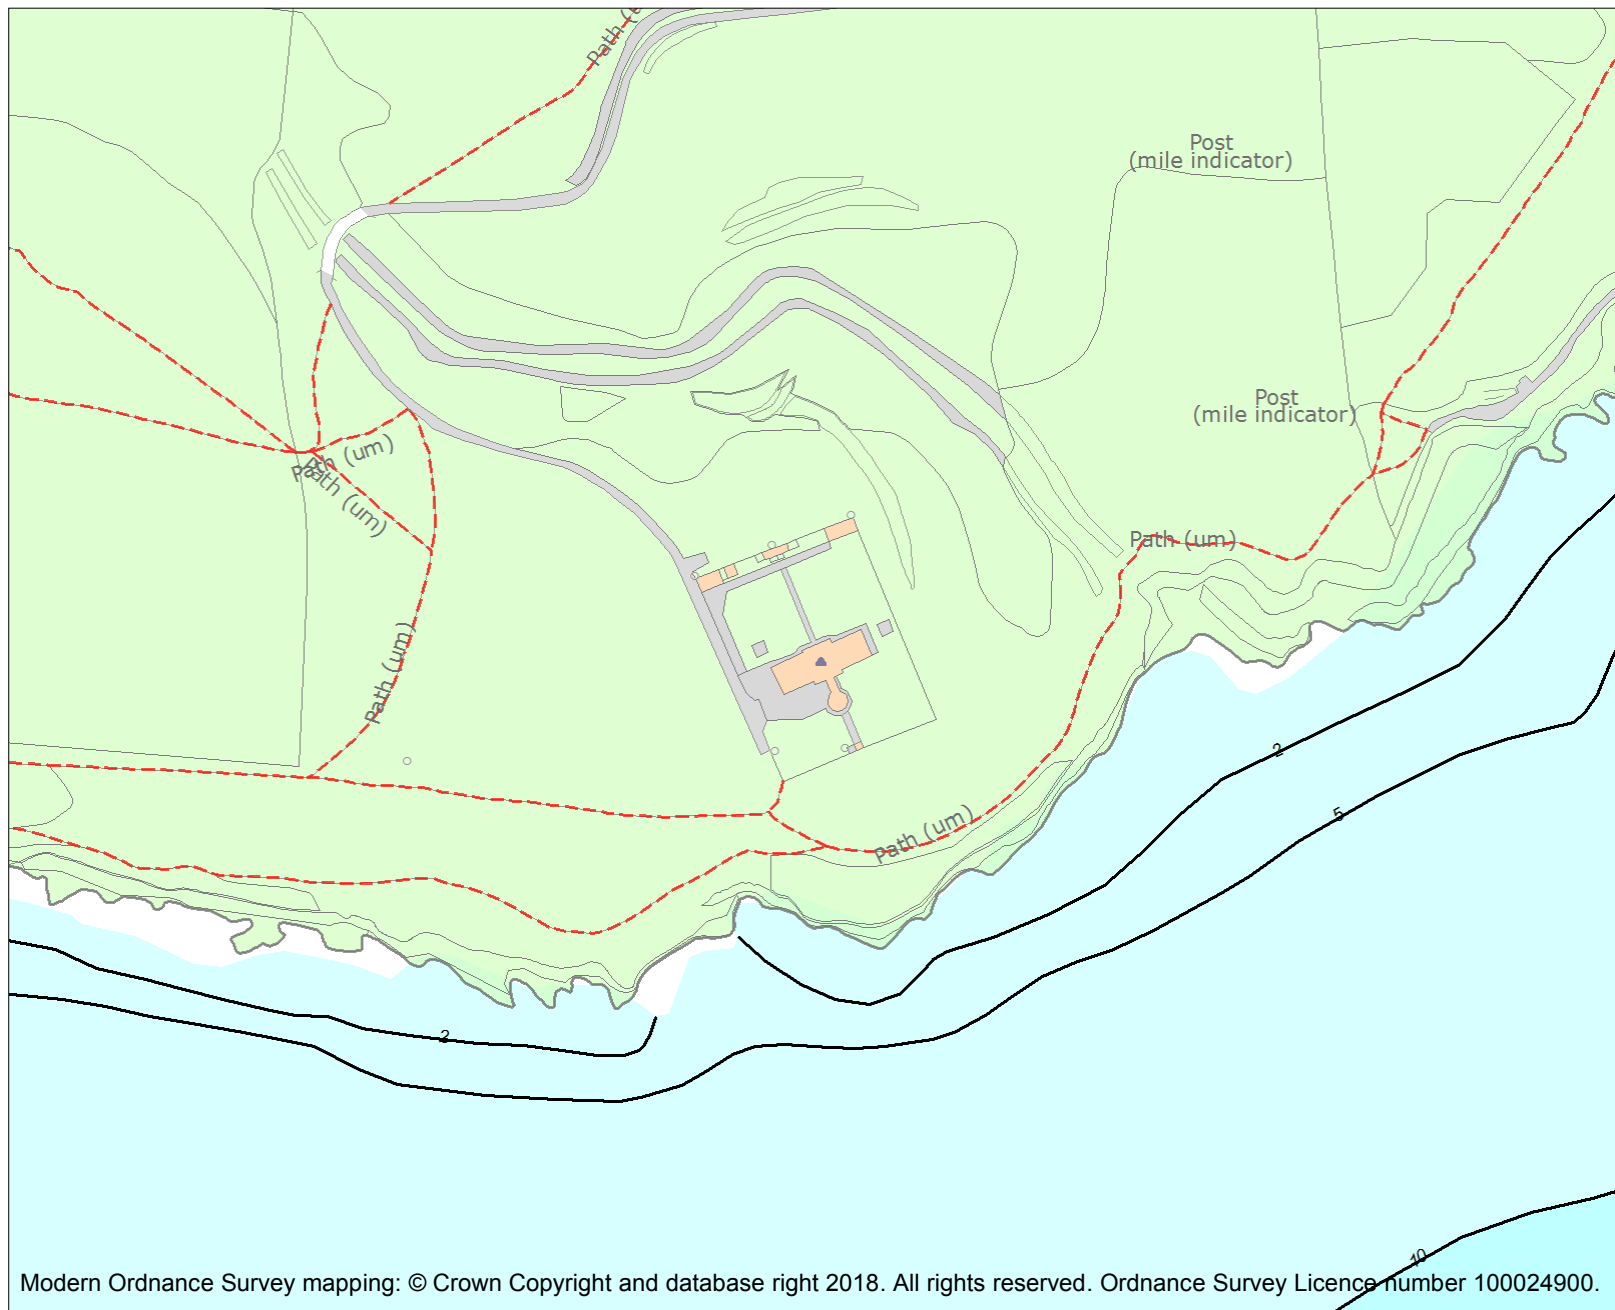 Path (u
Post
(mile indicator)
Post
(mile indicator)
Path (um)
Path (um)
Path (um)
Path (um)
Path (um)
2
5
2
10
Modern Ordnance Survey mapping: © Crown Copyright and database right 2018. All rights reserved. Ordnance Survey Licence number 100024900.